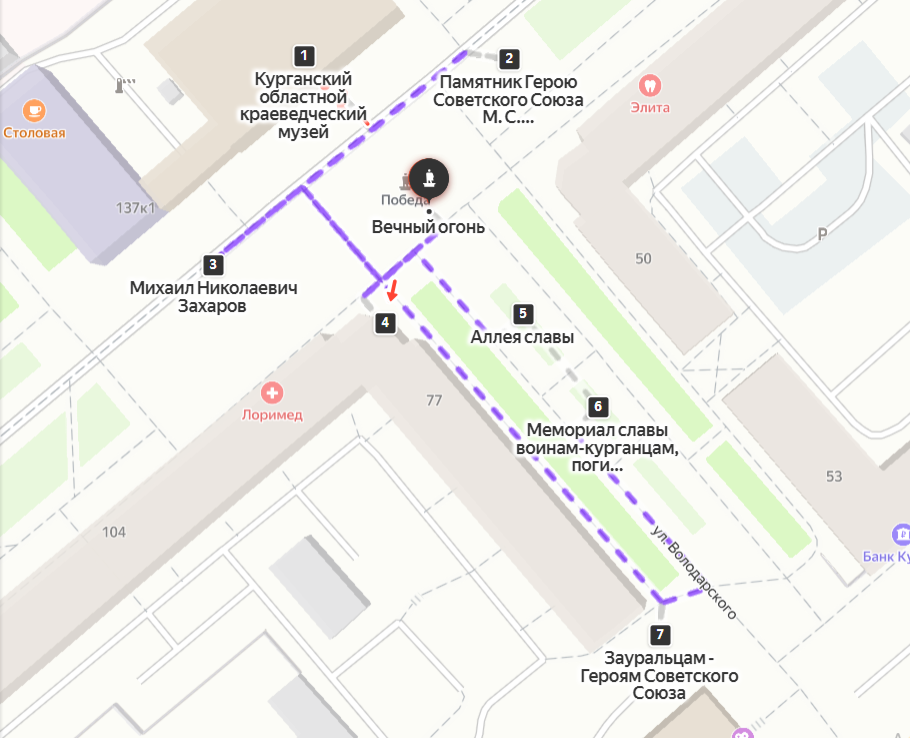 1
Курганский
областной
краеведческий
музей
2
Памятник Герою
Советского Союза
М. С....
Элита
Столовая
137к1
Победа
Вечный огонь
Р
50
3
Михаил Николаевич
Захаров
4
5
Аллея славы
Лоримед
77
6
Мемориал славы
воинам-курганцам,
поги...
53
104
ул. Володарского
Банк Ку
7
Зауральцам -
Героям Советского
Союза